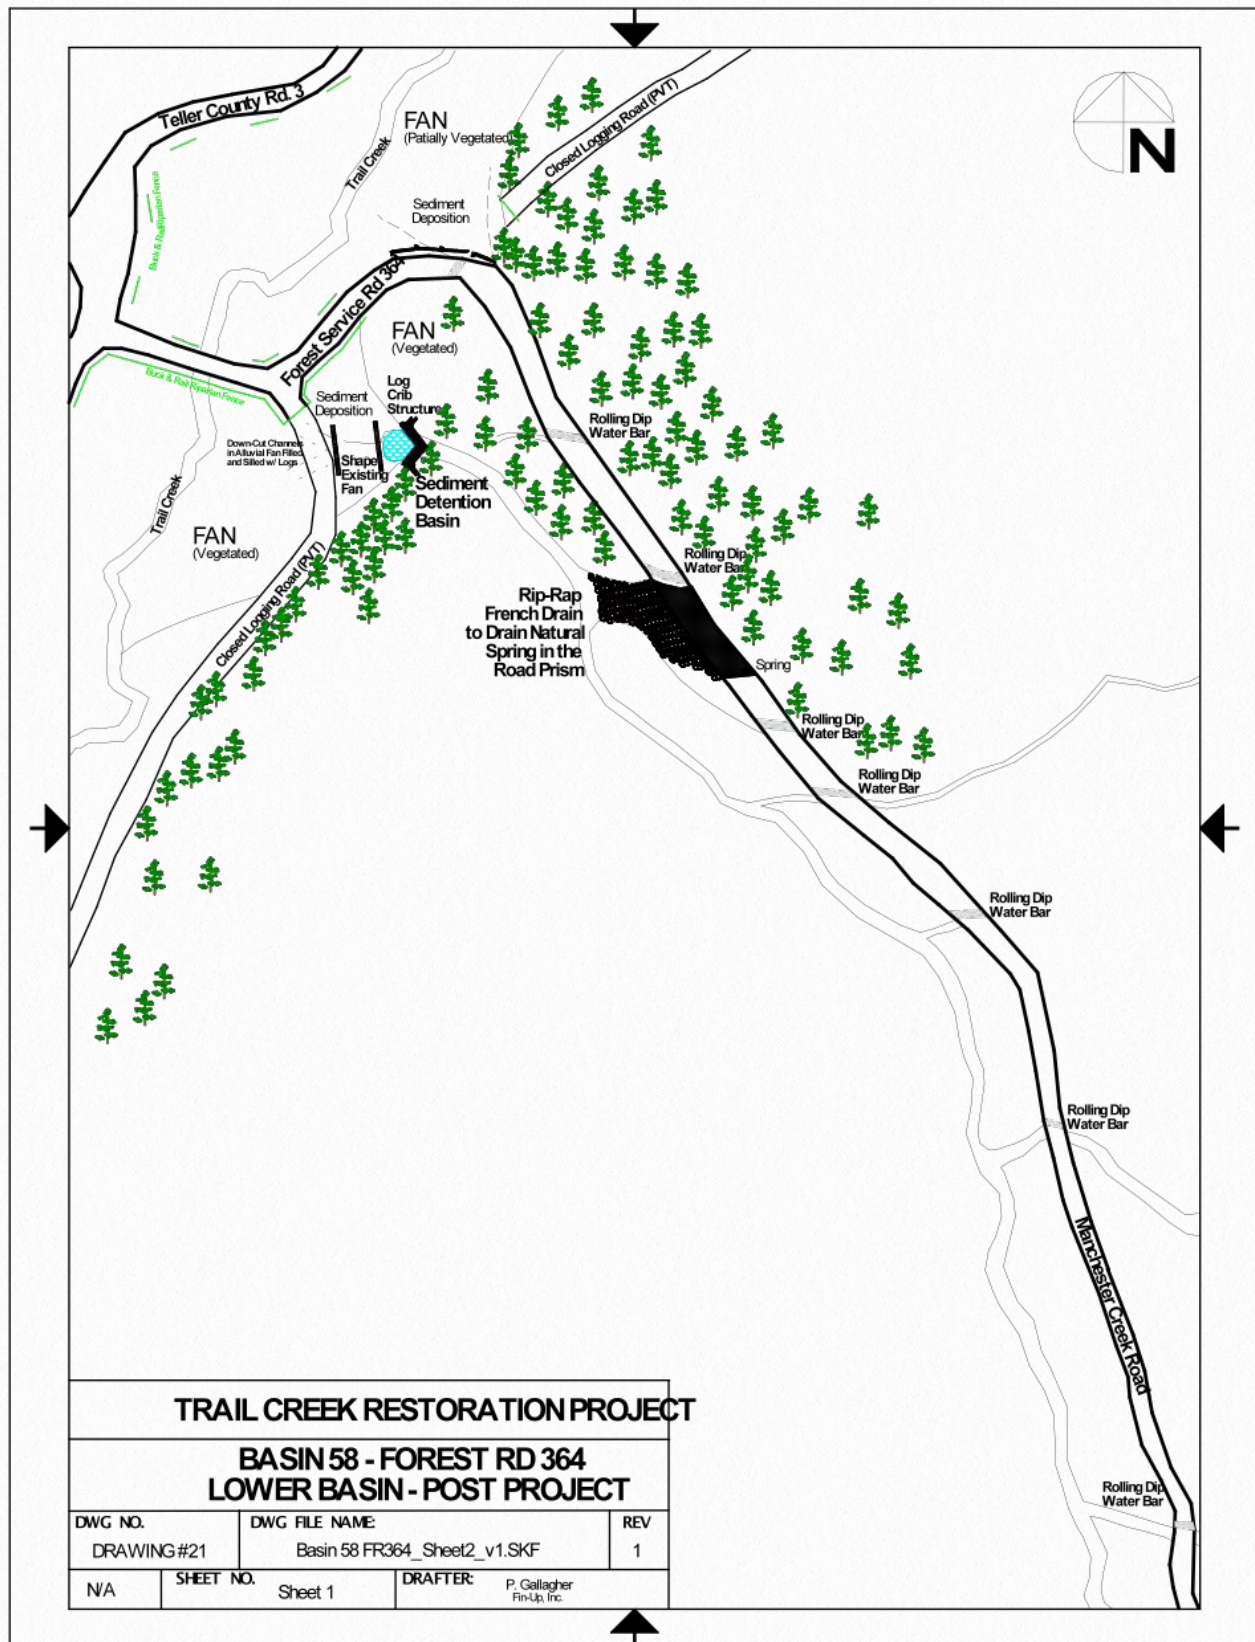 Teller County Rd. 3
FAN
(Patially Vegetated)
Closed Logging Road (PVT)
N
Trail Creek
Buck & Rail Riparian Fence
Sediment
Deposition
Forest Service Rd 364
FAN
(Vegetated)
Buck & Rail Riparian Fence
Log
Crib
Structure
Sediment
Deposition
Rolling Dip
Water Bar
Down-Cut Channels
in Alluvial Fan Filled
and Silled w/ Logs
Shape
Existing
Fan
Sediment
Detention
Basin
Trail Creek
FAN
(Vegetated)
Closed Logging Road (PVT)
Rolling Dip
Water Bar
Rip-Rap
French Drain
to Drain Natural
Spring in the
Road Prism
Spring
Rolling Dip
Water Bar
Rolling Dip
Water Bar
Rolling Dip
Water Bar
Rolling Dip
Water Bar
Manchester Creek Road
Rolling Dip
Water Bar
TRAIL CREEK RESTORATION PROJECT
BASIN 58 - FOREST RD 364
LOWER BASIN - POST PROJECT
DWG NO.
DRAWING #21
DWG FILE NAME:
Basin 58 FR364_Sheet2_v1.SKF
REV
1
N/A
SHEET NO.
Sheet 1
DRAFTER:
P. Gallagher
Fin-Up, Inc.